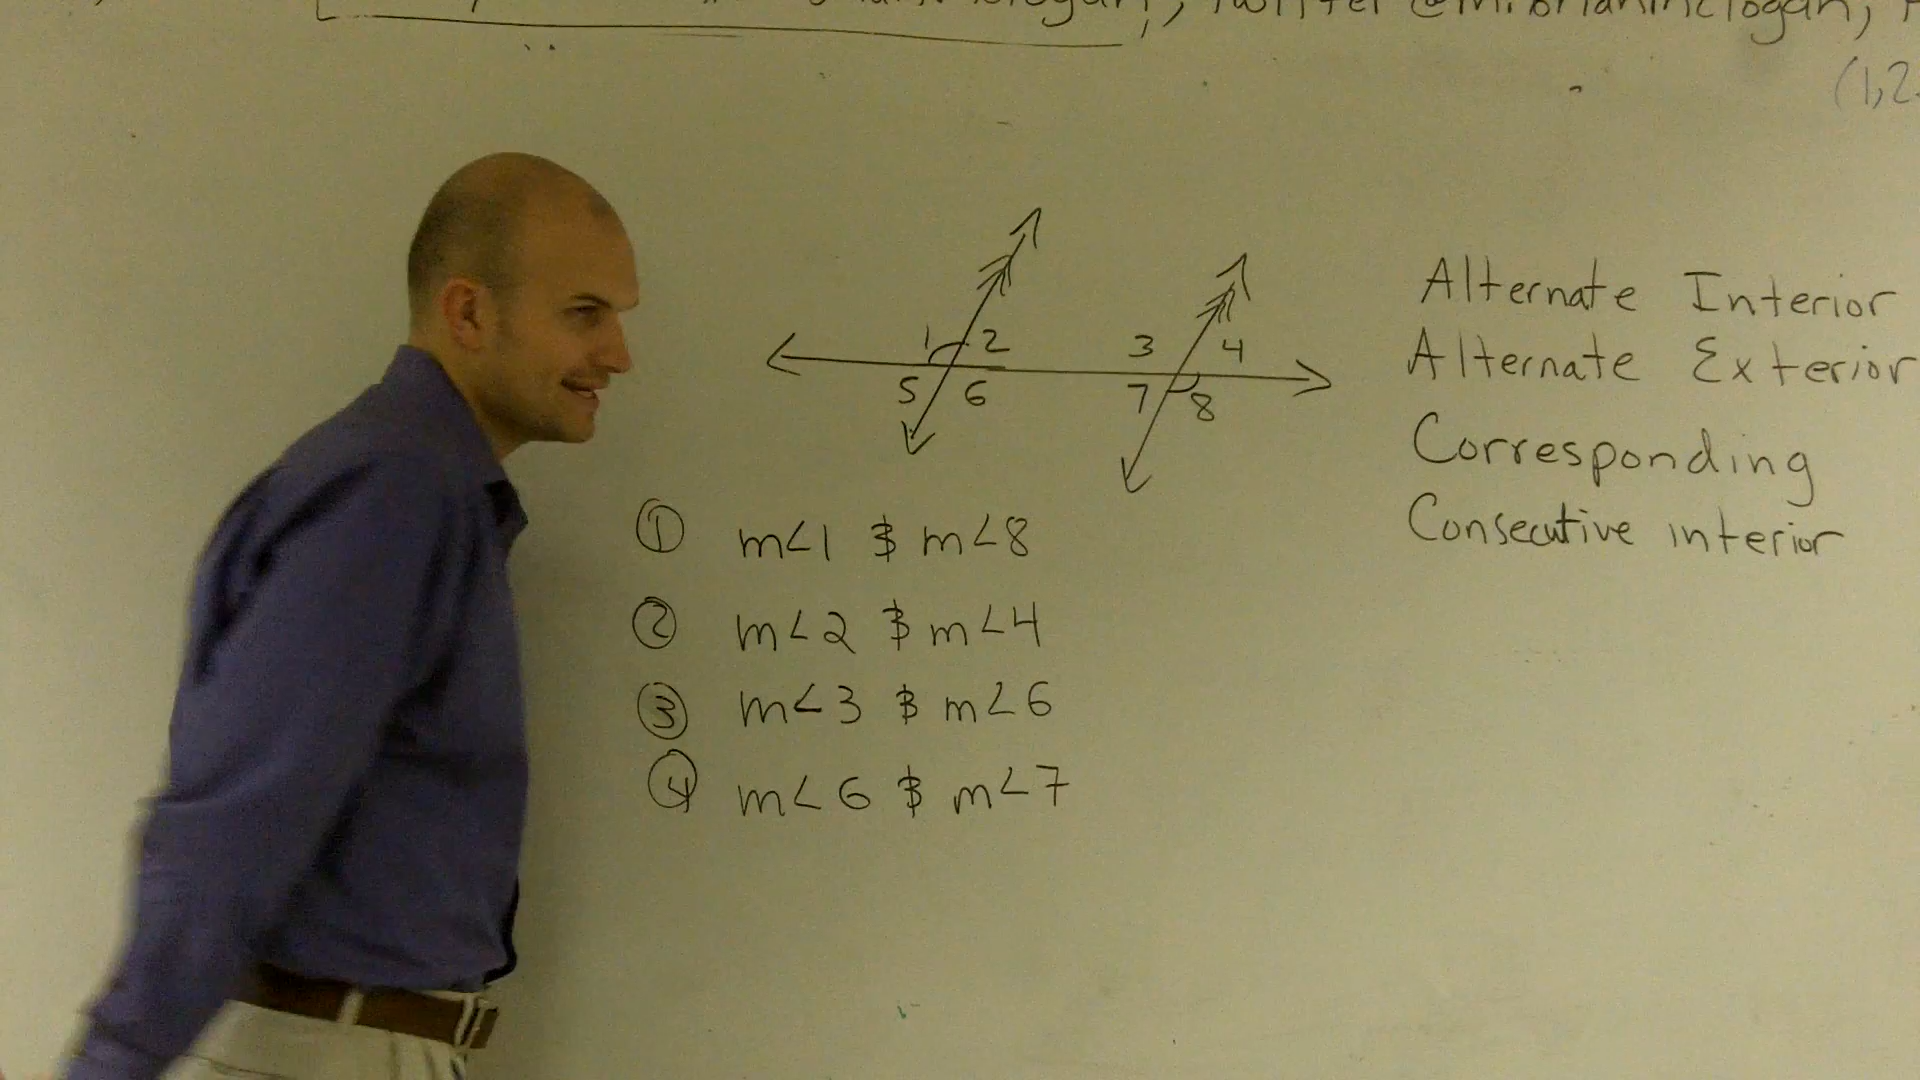 Twitter @mrbrianmclogan,
(1,2
1 2 3 4
5 6 7 8
Alternate Interior
Alternate Exterior
Corresponding
Consecutive interior
① m∠1 & m∠8
② m∠2 & m∠4
③ m∠3 & m∠6
④ m∠6 & m∠7